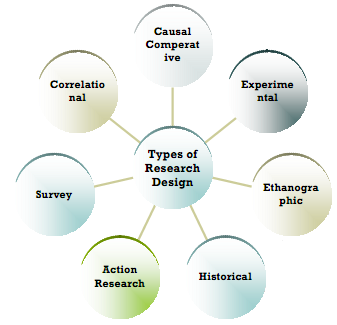 Causal
Comperat
ive
Correlatio
nal
Experime
ntal
Types of
Research
Design
Survey
Ethanogra
phic
Action
Research
Historical